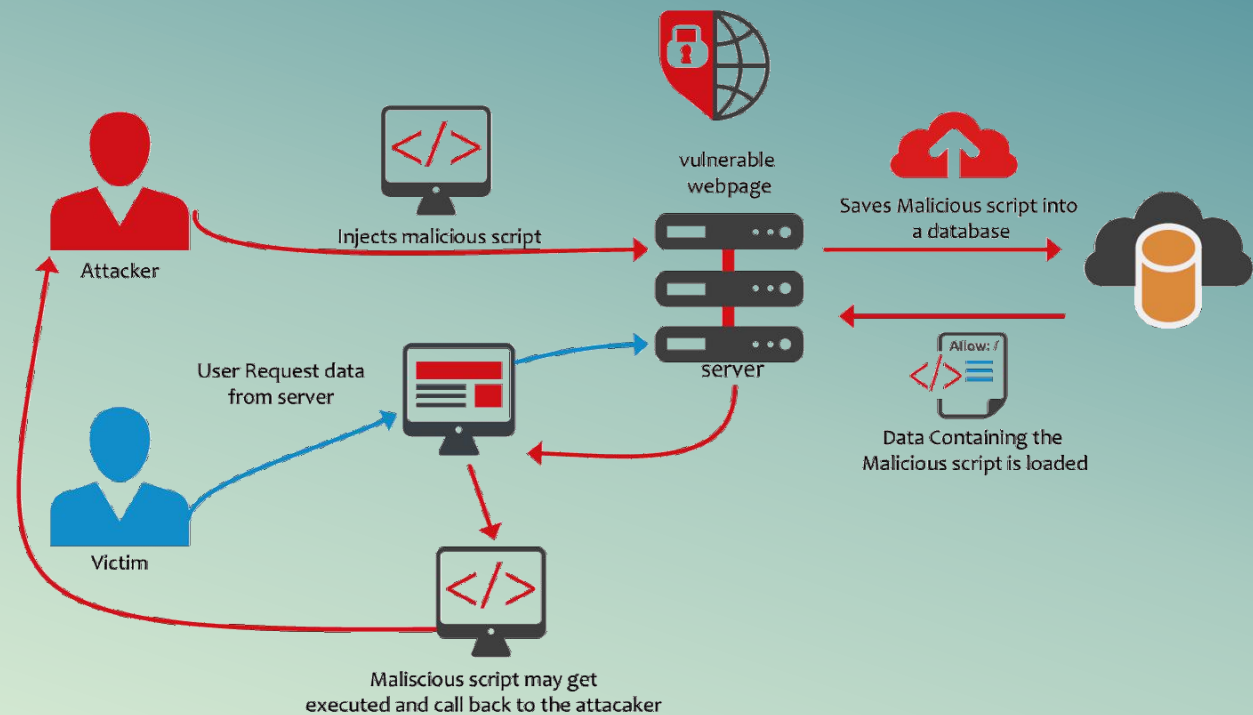 vulnerable
webpage
Injects malicious script
Saves Malicious script into
a database
Attacker
Allow: /
</>
User Request data
from server
server
Data Containing the
Malicious script is loaded
Victim
</>
</>
Maliscious script may get
executed and call back to the attacaker